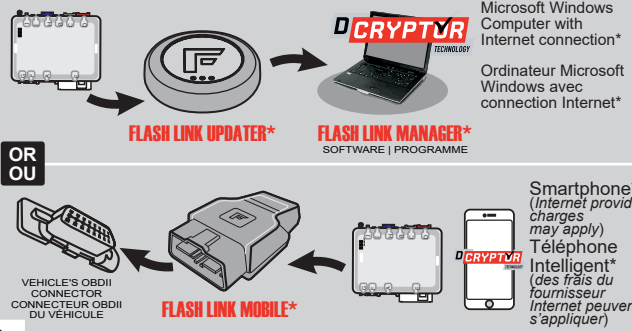 Microsoft Windows
Computer with
Internet connection*
Ordinateur Microsoft
Windows avec
connection Internet*
DCRYPTOR
TECHNOLOGY
FLASH LINK UPDATER*
FLASH LINK MANAGER*
SOFTWARE | PROGRAMME
OR
OU
VEHICLE'S OBDII
CONNECTOR
CONNECTEUR OBDII
DU VÉHICULE
FLASH LINK MOBILE*
DCRYPTOR
TECHNOLOGY
Smartphone
(Internet provid
charges
may apply)
Téléphone
Intelligent*
(des frais du
fournisseur
Internet peuven
s'appliquer)